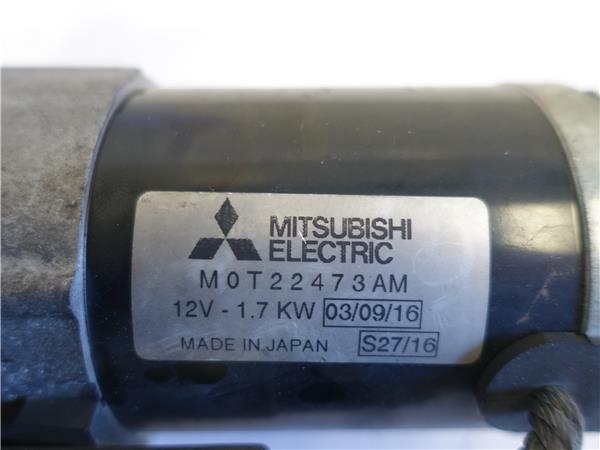 MITSUBISHI
ELECTRIC
M0T22473AM
12V - 1.7 KW 03/09/16
MADE IN JAPAN S27/16